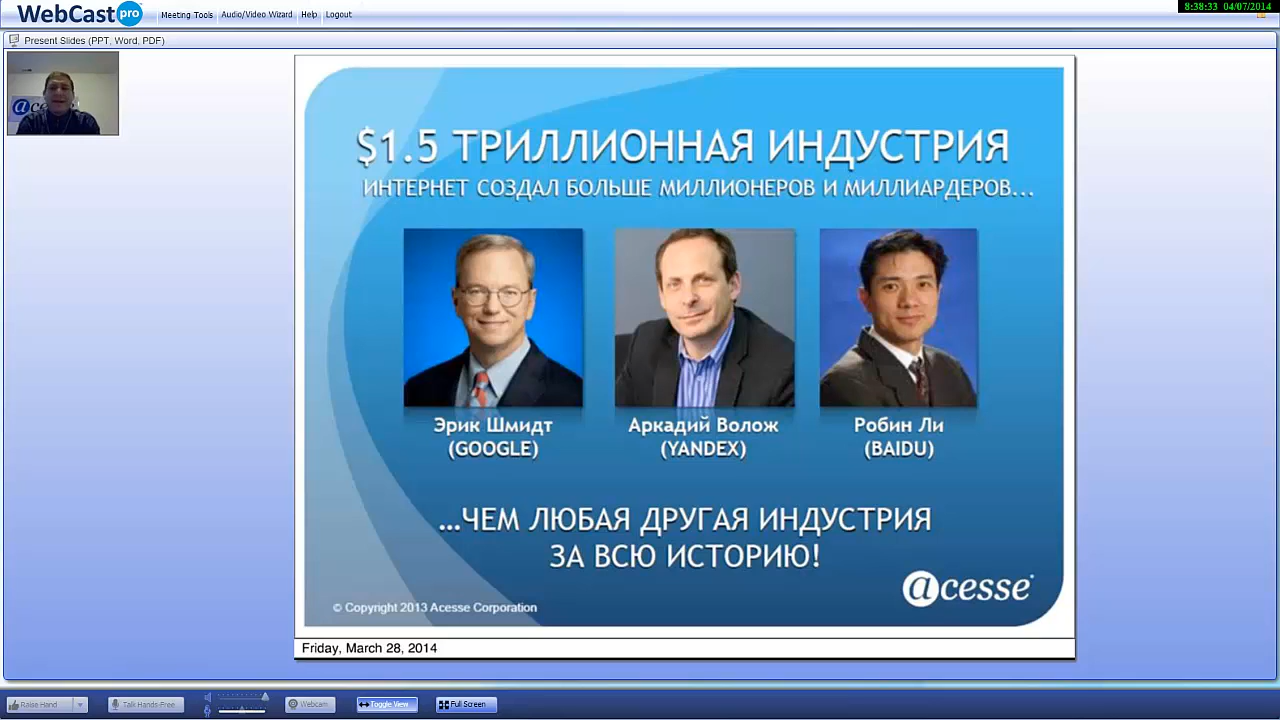 WebCast pro
Meeting Tools Audio/Video Wizard Help Logout
8:38:33 04/07/2014
Present Slides (PPT, Word, PDF)
$1.5 ТРИЛЛИОННАЯ ИНДУСТРИЯ
ИНТЕРНЕТ СОЗДАЛ БОЛЬШЕ МИЛЛИОНЕРОВ И МИЛЛИАРДЕРОВ...
Эрик Шмидт
(GOOGLE)
Аркадий Волож
(YANDEX)
Робин Ли
(BAIDU)
...ЧЕМ ЛЮБАЯ ДРУГАЯ ИНДУСТРИЯ
ЗА ВСЮ ИСТОРИЮ!
acesse
© Copyright 2013 Acesse Corporation
Friday, March 28, 2014
Raise Hand Talk Hands-Free Webcam Toggle View Full Screen